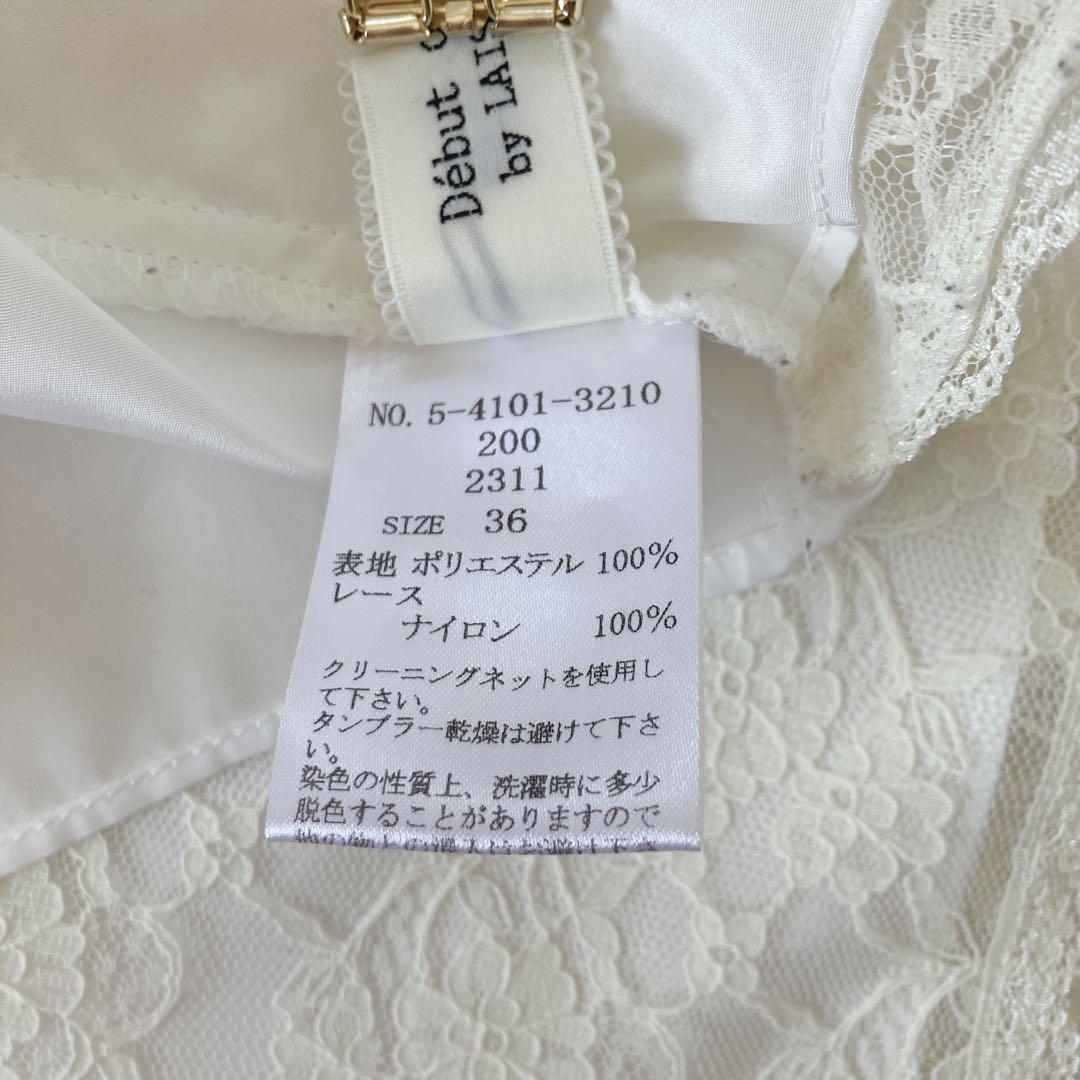 Début
by LAIS
NO. 5-4101-3210
200
2311
SIZE 36
表地 ポリエステル 100%
レース
ナイロン 100%
クリーニングネットを使用し
て下さい。
タンブラー乾燥は避けて下さ
い。
染色の性質上、洗濯時に多少
脱色することがありますので